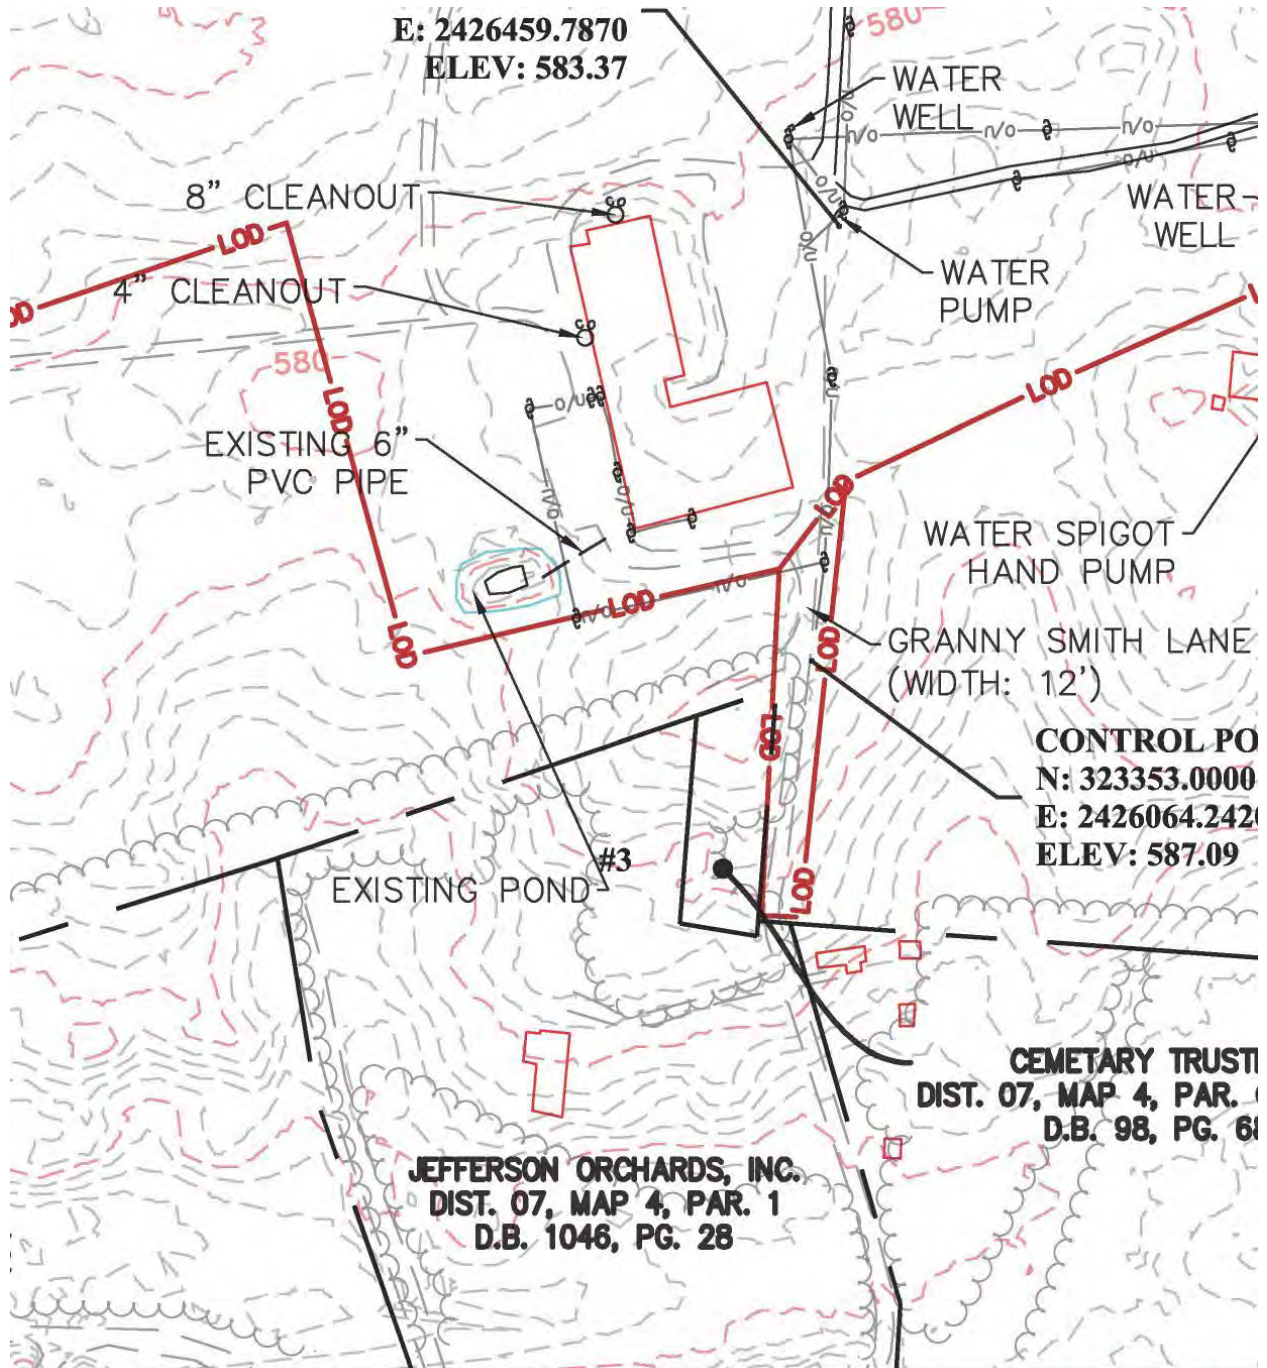 E: 2426459.7870
ELEV: 583.37
580
WATER
WELL
8" CLEANOUT
WATER
WELL
LOD
4" CLEANOUT
WATER
PUMP
LOD
580
LOD
LOD
EXISTING 6"
PVC PIPE
LOD
WATER SPIGOT
HAND PUMP
LOD
LOD
LOD
GRANNY SMITH LANE
(WIDTH: 12')
LOD
CONTROL PO
N: 323353.0000
E: 2426064.242
ELEV: 587.09
#3
EXISTING POND
LOD
CEMETARY TRUST
DIST. 07, MAP 4, PAR.
D.B. 98, PG. 68
JEFFERSON ORCHARDS, INC.
DIST. 07, MAP 4, PAR. 1
D.B. 1046, PG. 28